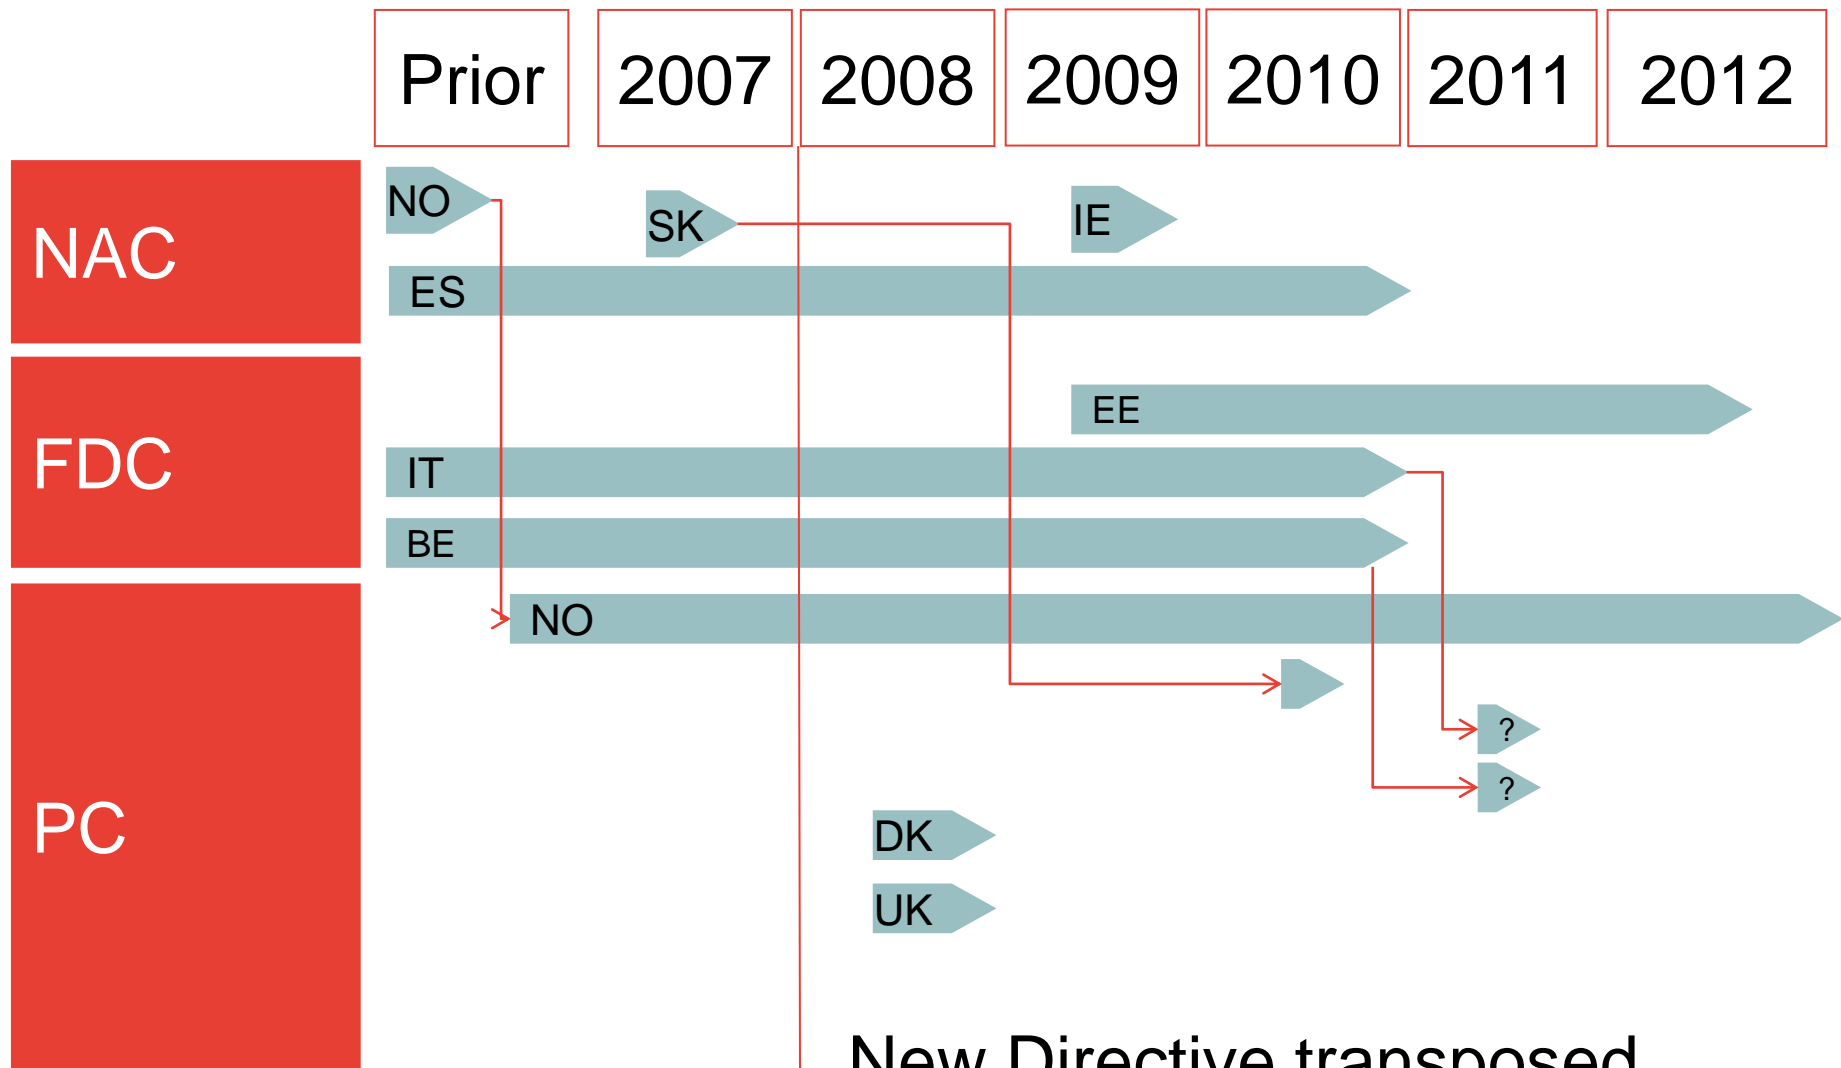 Prior 2007 2008 2009 2010 2011 2012
NAC
NO
SK
IE
ES
FDC
EE
IT
BE
PC
NO
?
?
DK
UK
New Directive transposed